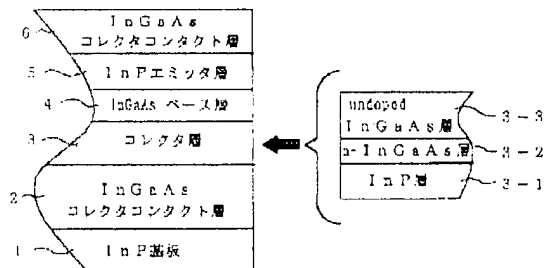 6
InGaAs
コレクタコンタクト層
5
InPエミッタ層
4
InGaAs ベース層
3
コレクタ層
2
InGaAs
コレクタコンタクト層
1
InP基板
undoped
InGaAs層
3-3
n-InGaAs層
3-2
InP層
3-1